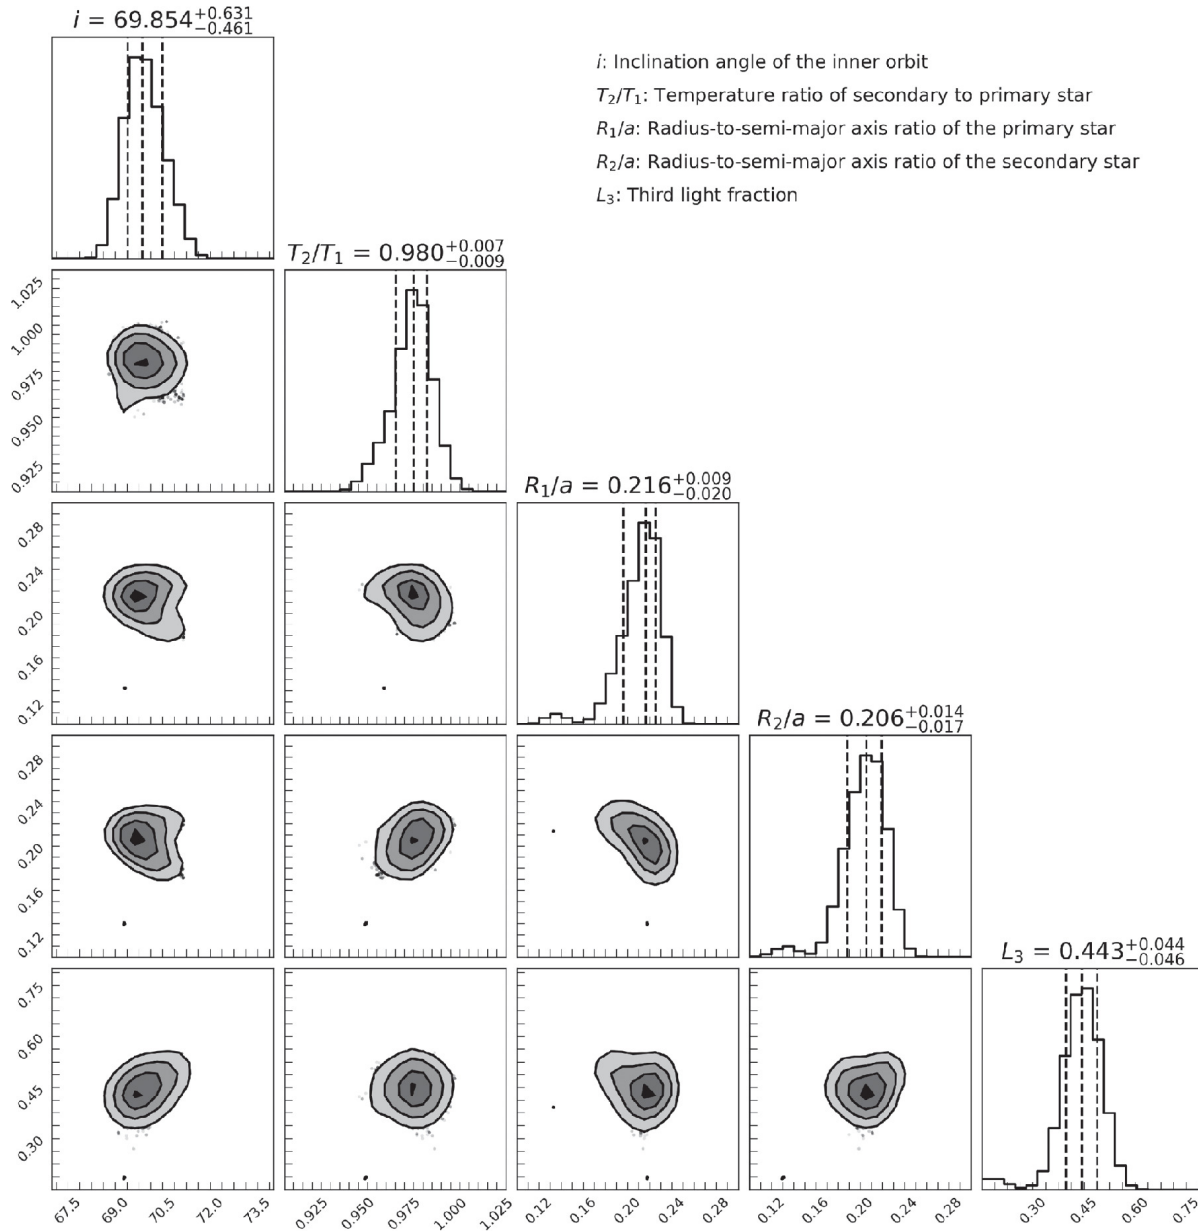 i = 69.854+0.631−0.461
i: Inclination angle of the inner orbit
T2/T1: Temperature ratio of secondary to primary star
R1/a: Radius-to-semi-major axis ratio of the primary star
R2/a: Radius-to-semi-major axis ratio of the secondary star
L3: Third light fraction
T2/T1 = 0.980+0.007−0.009
1.025
1.000
0.975
0.950
0.925
R1/a = 0.216+0.009−0.020
0.28
0.24
0.20
0.16
0.12
R2/a = 0.206+0.014−0.017
0.28
0.24
0.20
0.16
0.12
L3 = 0.443+0.044−0.046
0.75
0.60
0.45
0.30
67.5 69.0 70.5 72.0 73.5 0.925 0.950 0.975 1.000 1.025 0.12 0.16 0.20 0.24 0.28 0.12 0.16 0.20 0.24 0.28 0.30 0.45 0.60 0.75